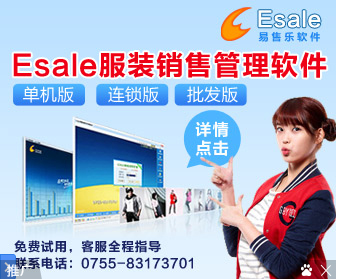 Esale
易售乐软件
Esale服装销售管理软件
单机版 连锁版 批发版
详情
点击
Esale
免费试用，客服全程指导
联系电话：0755-83173701
推广